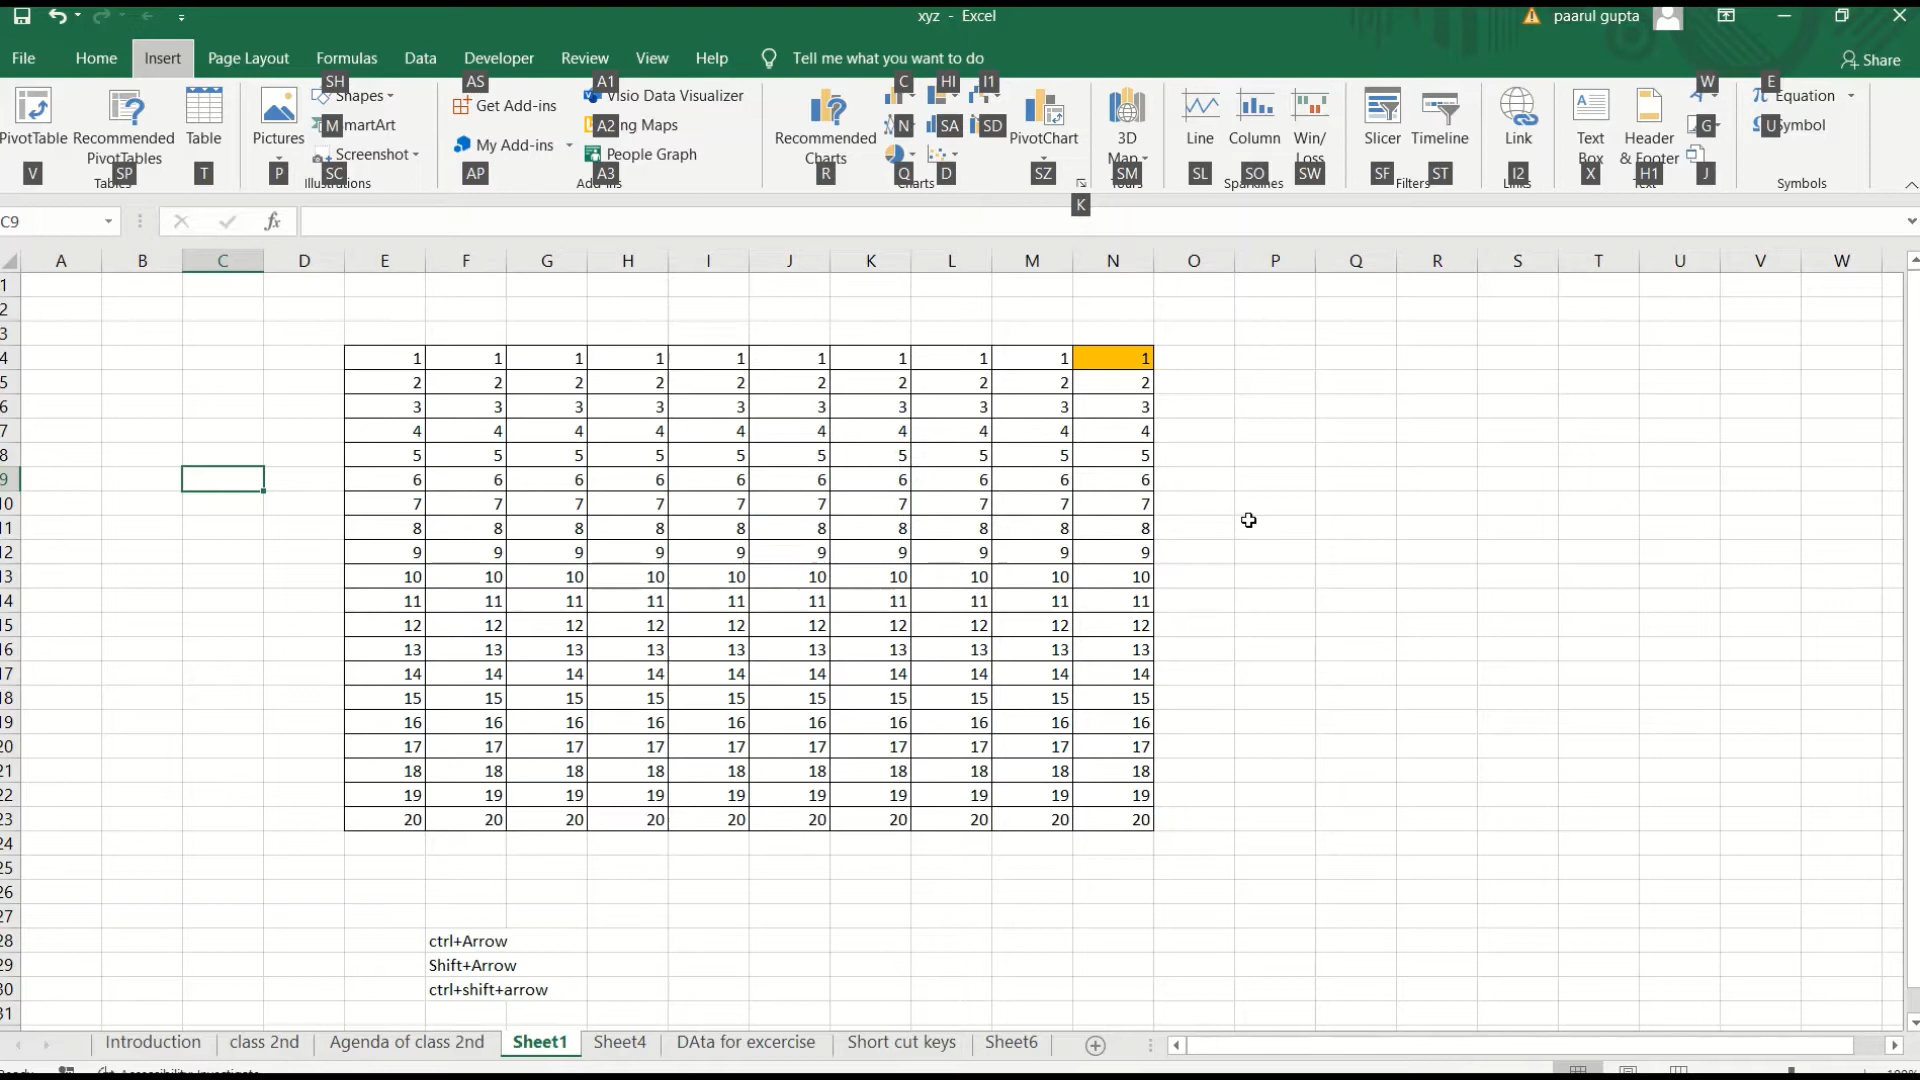 xyz - Excel
paarul gupta
File Home Insert Page Layout Formulas Data Developer Review View Help Tell me what you want to do Share
SH AS A1 C HI I1 W E
Shapes Get Add-ins Visio Data Visualizer Equation
M martArt A2 ng Maps N SA SD G U Symbol
PivotTable Recommended PivotTables Table Pictures Screenshot My Add-ins People Graph Recommended Charts PivotChart 3D Map Line Column Win/ Loss Slicer Timeline Link Text Box Header & Footer
V SP T P SC AP A3 R Q D SZ SM SL SO SW SF ST I2 X H1 J
Tables Illustrations Add-ins Charts Tours Sparklines Filters Links Text Symbols
K
C9 fx
A B C D E F G H I J K L M N O P Q R S T U V W
1
2
3
4 1 1 1 1 1 1 1 1 1 1
5 2 2 2 2 2 2 2 2 2 2
6 3 3 3 3 3 3 3 3 3 3
7 4 4 4 4 4 4 4 4 4 4
8 5 5 5 5 5 5 5 5 5 5
9 6 6 6 6 6 6 6 6 6 6
10 7 7 7 7 7 7 7 7 7 7
11 8 8 8 8 8 8 8 8 8 8
12 9 9 9 9 9 9 9 9 9 9
13 10 10 10 10 10 10 10 10 10 10
14 11 11 11 11 11 11 11 11 11 11
15 12 12 12 12 12 12 12 12 12 12
16 13 13 13 13 13 13 13 13 13 13
17 14 14 14 14 14 14 14 14 14 14
18 15 15 15 15 15 15 15 15 15 15
19 16 16 16 16 16 16 16 16 16 16
20 17 17 17 17 17 17 17 17 17 17
21 18 18 18 18 18 18 18 18 18 18
22 19 19 19 19 19 19 19 19 19 19
23 20 20 20 20 20 20 20 20 20 20
24
25
26
27
28 ctrl+Arrow
29 Shift+Arrow
30 ctrl+shift+arrow
31
Introduction class 2nd Agenda of class 2nd Sheet1 Sheet4 DAta for excercise Short cut keys Sheet6